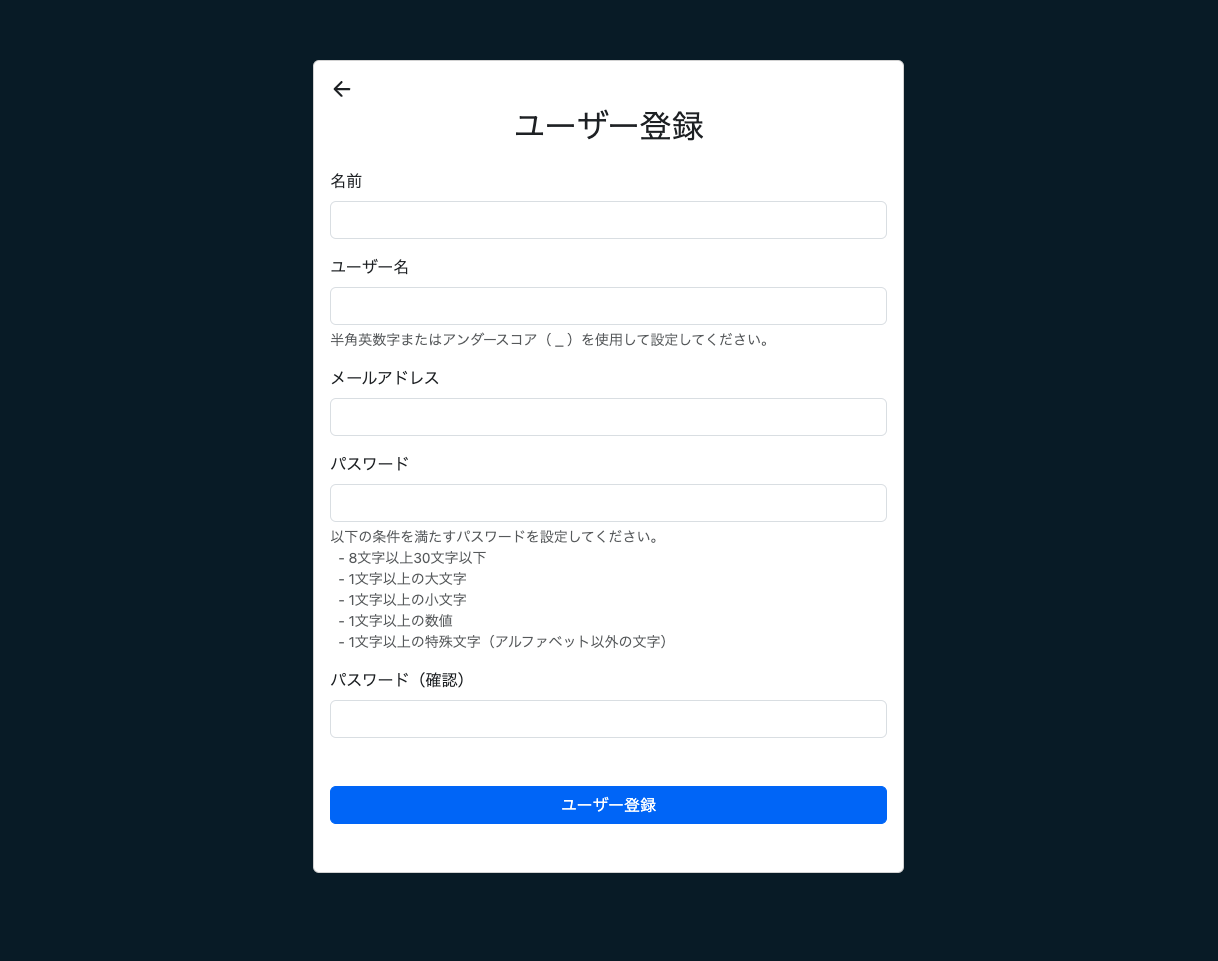 ユーザー登録
名前
ユーザー名
半角英数字またはアンダースコア（ _ ）を使用して設定してください。
メールアドレス
パスワード
以下の条件を満たすパスワードを設定してください。
- 8文字以上30文字以下
- 1文字以上の大文字
- 1文字以上の小文字
- 1文字以上の数値
- 1文字以上の特殊文字（アルファベット以外の文字）
パスワード（確認）
ユーザー登録